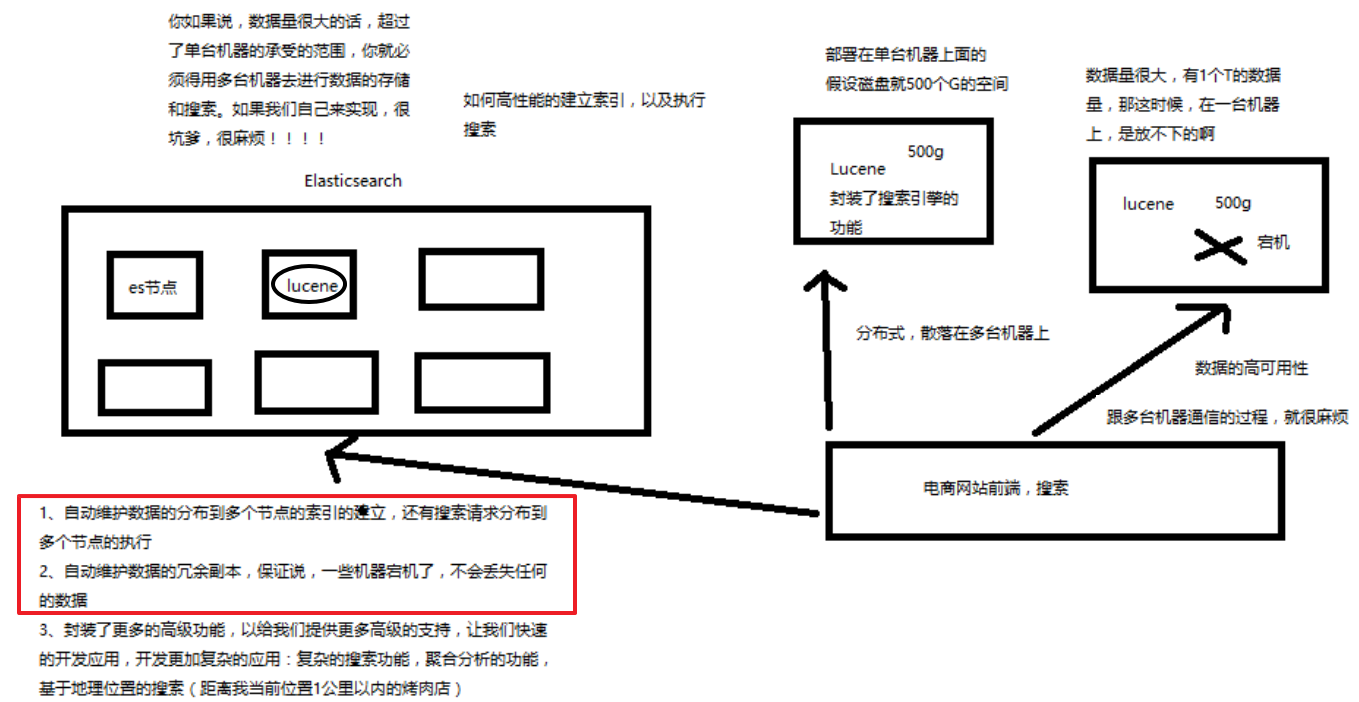 你如果说，数据量很大的话，超过
了单台机器的承受的范围，你就必
须得用多台机器去进行数据的存储
和搜索。如果我们自己来实现，很
坑爹，很麻烦！！！！
如何高性能的建立索引，以及执行
搜索
部署在单台机器上面的
假设磁盘就500个G的空间
数据量很大，有1个T的数据
量，那这时候，在一台机器
上，是放不下的啊
Elasticsearch
es节点
lucene
500g
Lucene
封装了搜索引擎的
功能
lucene 500g
宕机
分布式，散落在多台机器上
数据的高可用性
跟多台机器通信的过程，就很麻烦
电商网站前端，搜索
1、自动维护数据的分布到多个节点的索引的建立，还有搜索请求分布到
多个节点的执行
2、自动维护数据的冗余副本，保证说，一些机器宕机了，不会丢失任何
的数据
3、封装了更多的高级功能，以给我们提供更多高级的支持，让我们快速
的开发应用，开发更加复杂的应用：复杂的搜索功能，聚合分析的功能，
基于地理位置的搜索（距离我当前位置1公里以内的烤肉店）